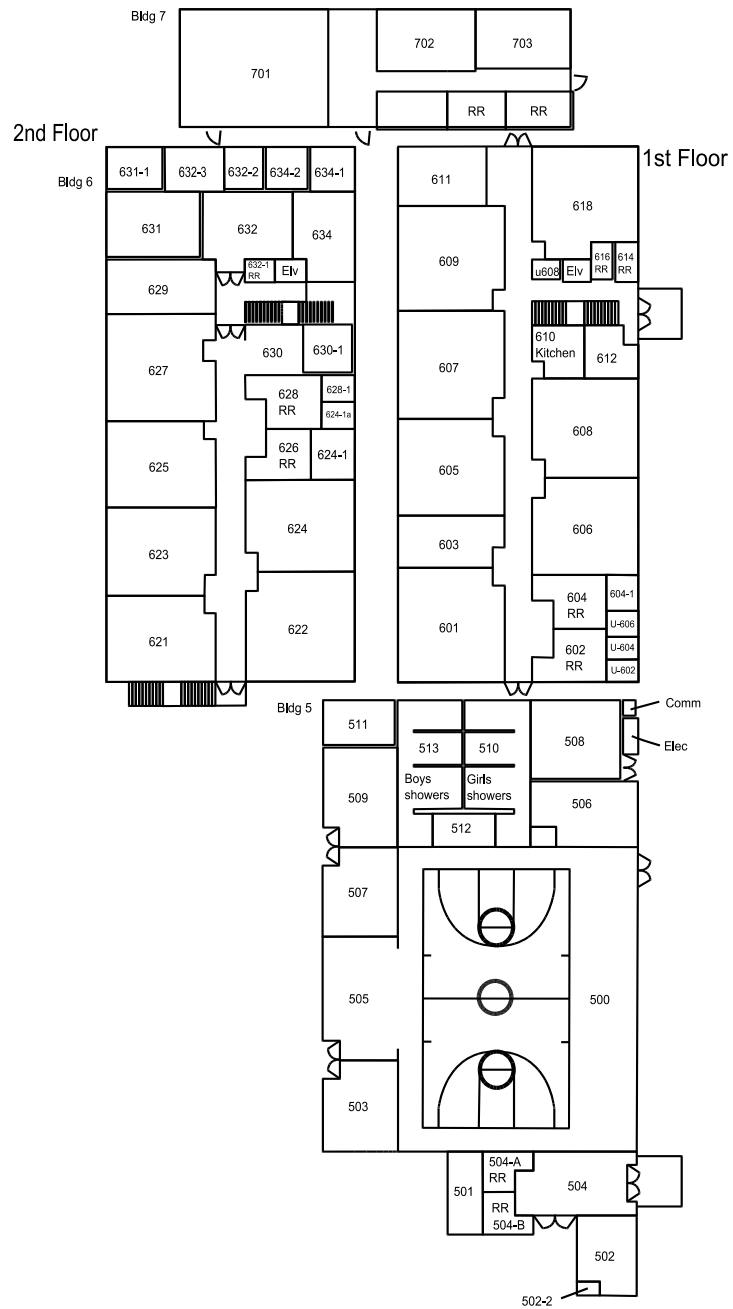 Bldg 7
701
702
703
RR
RR
2nd Floor
Bldg 6
631-1
632-3
632-2
634-2
634-1
631
632
634
632-1
RR
Elv
629
627
630
630-1
628
RR
628-1
624-1a
626
RR
624-1
625
624
623
622
621
1st Floor
611
618
609
u608
Elv
616
RR
614
RR
610
Kitchen
612
607
608
605
606
603
601
604
RR
604-1
U-606
602
RR
U-604
U-602
Bldg 5
511
513
510
508
Comm
Elec
509
Boys
showers
Girls
showers
506
512
507
505
500
503
501
504-A
RR
RR
504-B
504
502
502-2